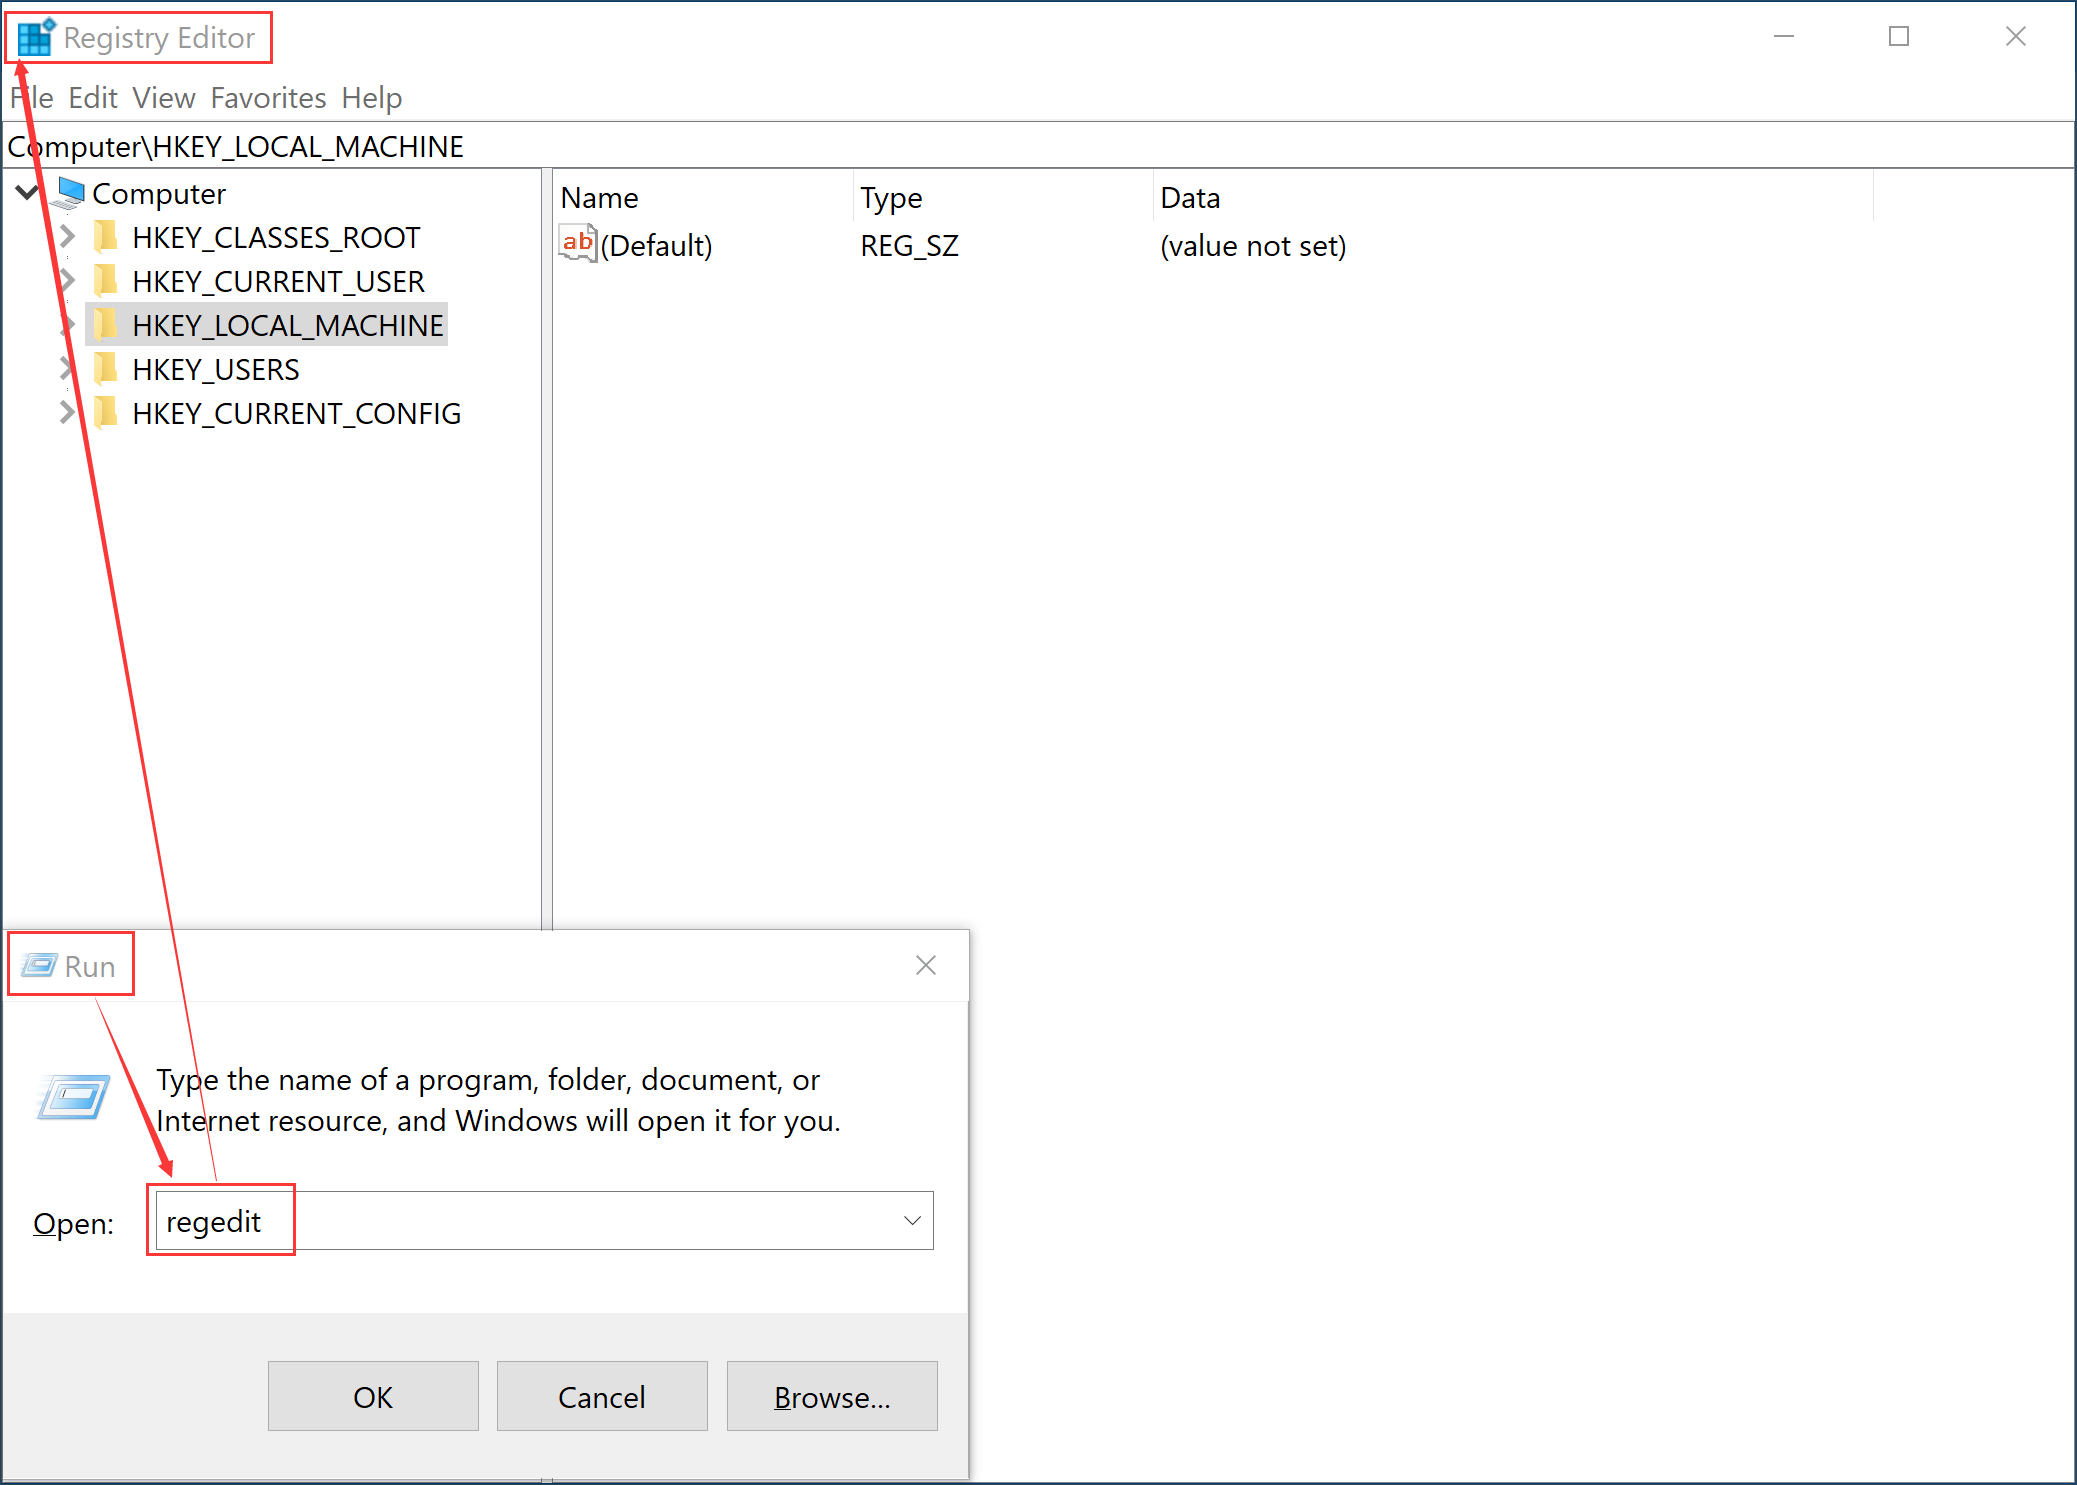 Registry Editor
File Edit View Favorites Help
Computer\HKEY_LOCAL_MACHINE
Computer
HKEY_CLASSES_ROOT
HKEY_CURRENT_USER
HKEY_LOCAL_MACHINE
HKEY_USERS
HKEY_CURRENT_CONFIG
Name Type Data
ab (Default) REG_SZ (value not set)
Run
Type the name of a program, folder, document, or
Internet resource, and Windows will open it for you.
Open: regedit
OK Cancel Browse...